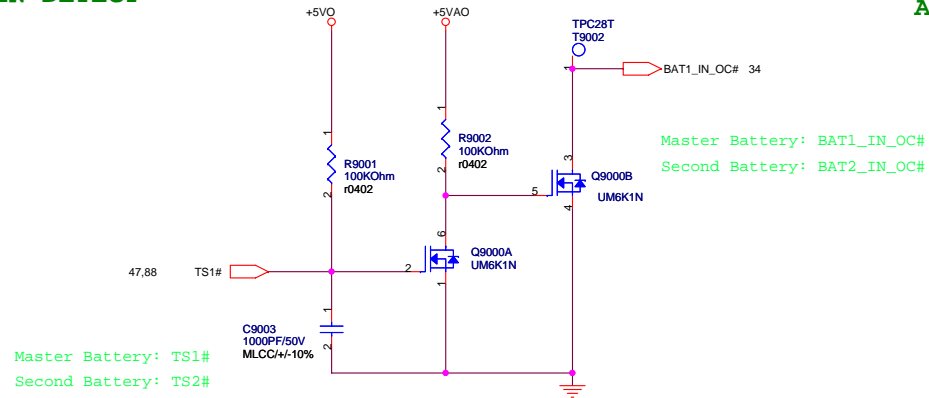 +5VO
+5VAO
TPC28T
T9002
A
1
BAT1_IN_OC# 34
1
1
R9001
100KOhm
r0402
2
R9002
100KOhm
r0402
2
Master Battery: BAT1_IN_OC#
Second Battery: BAT2_IN_OC#
3
5
Q9000B
UM6K1N
4
6
Q9000A
UM6K1N
2
1
47,88 TS1#
1
C9003
1000PF/50V
MLCC/+/-10%
2
Master Battery: TS1#
Second Battery: TS2#